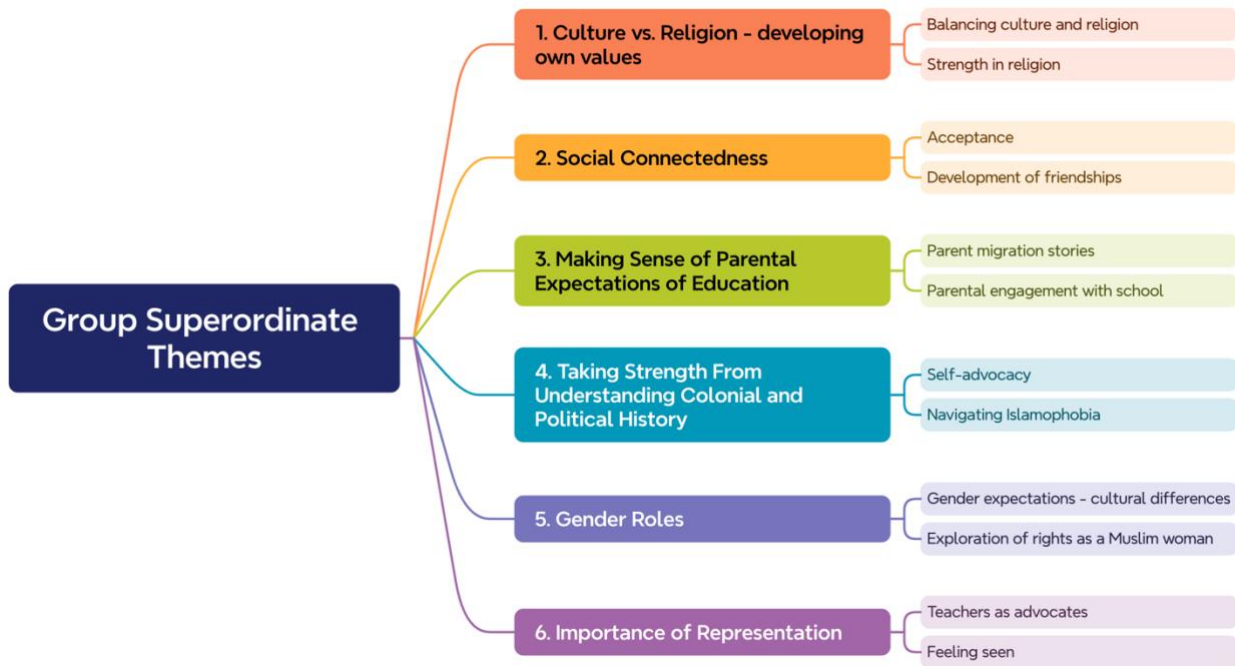 Group Superordinate
Themes
1. Culture vs. Religion - developing
own values
Balancing culture and religion
Strength in religion
2. Social Connectedness
Acceptance
Development of friendships
3. Making Sense of Parental
Expectations of Education
Parent migration stories
Parental engagement with school
4. Taking Strength From
Understanding Colonial and
Political History
Self-advocacy
Navigating Islamophobia
5. Gender Roles
Gender expectations - cultural differences
Exploration of rights as a Muslim woman
6. Importance of Representation
Teachers as advocates
Feeling seen